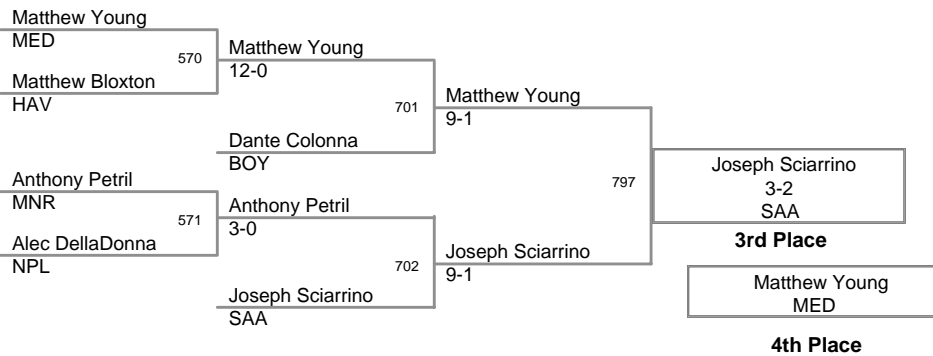 Matthew Young
MED
570
Matthew Bloxton
HAV
Matthew Young
12-0
701
Dante Colonna
BOY
Matthew Young
9-1
Anthony Petril
MNR
571
Alec DellaDonna
NPL
Anthony Petril
3-0
702
Joseph Sciarrino
SAA
Joseph Sciarrino
9-1
797
Joseph Sciarrino
3-2
SAA
3rd Place
Matthew Young
MED
4th Place